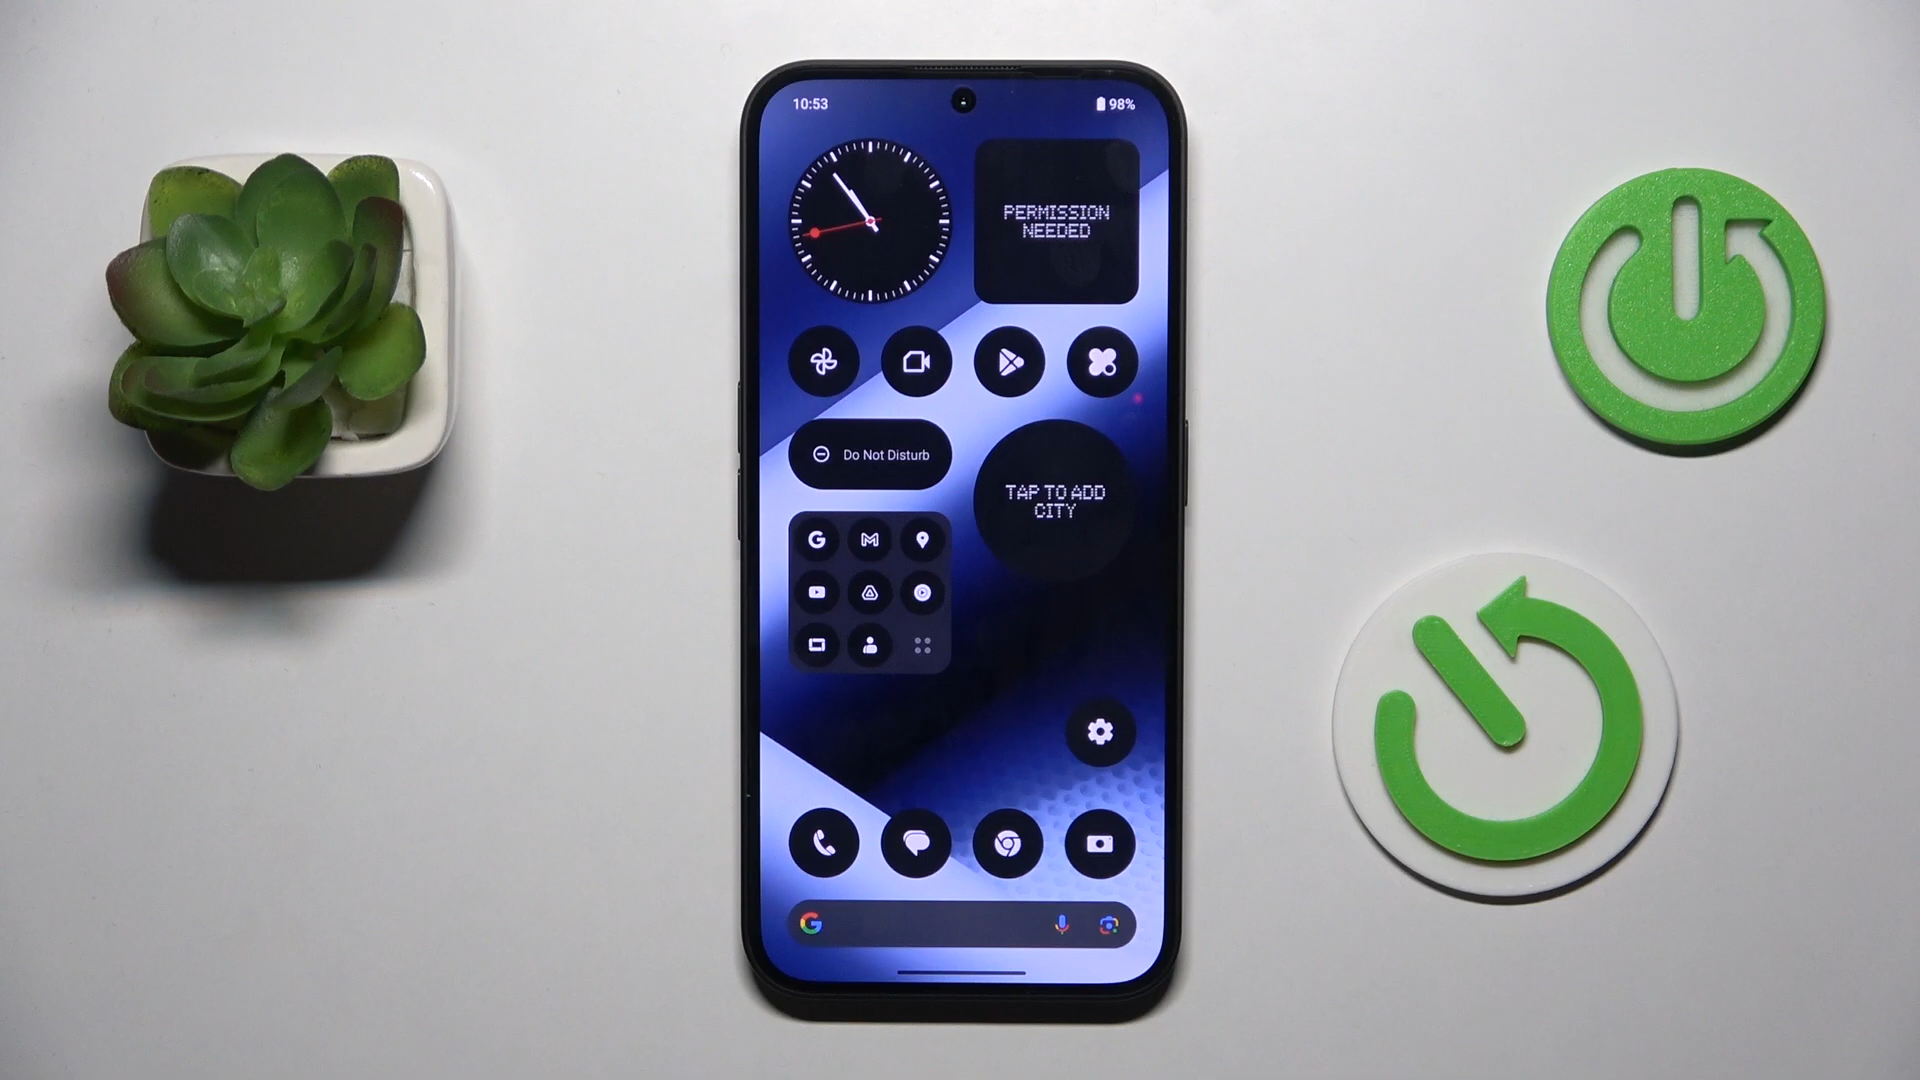 10:53
98%
PERMISSION
NEEDED
Do Not Disturb
TAP TO ADD
CITY